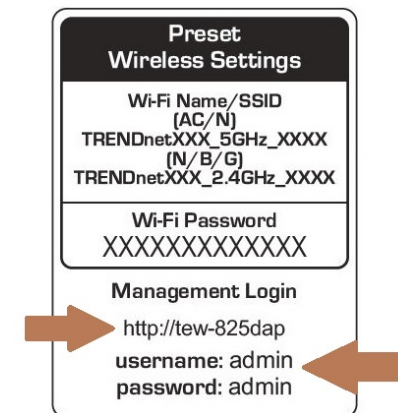 Preset
Wireless Settings
Wi-Fi Name/SSID
(AC/N)
TRENDnetXXX_5GHz_XXXX
(N/B/G)
TRENDnetXXX_2.4GHz_XXXX
Wi-Fi Password
XXXXXXXXXXXXX
Management Login
http://tew-825dap
username: admin
password: admin